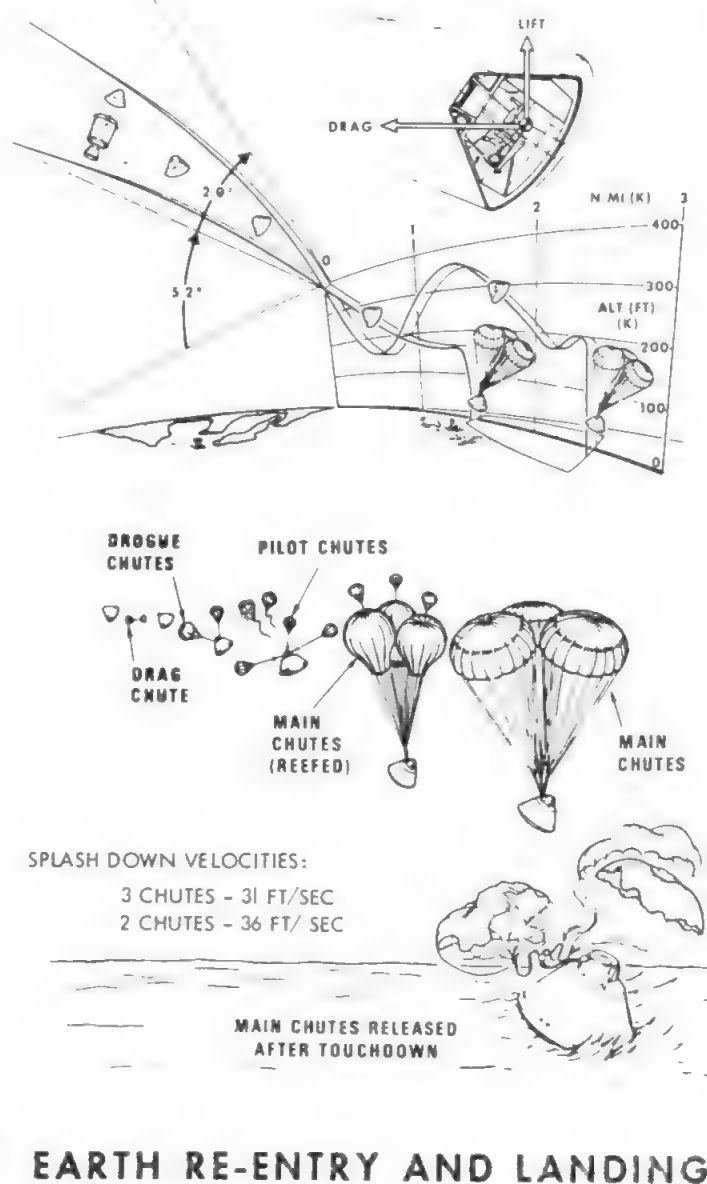 LIFT
DRAG
N.MI(K)
0
1
2
3
400
300
ALT (FT)
(K)
200
100
0
2.0°
5.2°
DROGUE
CHUTES
PILOT CHUTES
DRAG
CHUTE
MAIN
CHUTES
(REEFED)
MAIN
CHUTES
SPLASH DOWN VELOCITIES:
3 CHUTES - 31 FT/SEC
2 CHUTES - 36 FT/ SEC
MAIN CHUTES RELEASED
AFTER TOUCHDOWN
EARTH RE-ENTRY AND LANDING